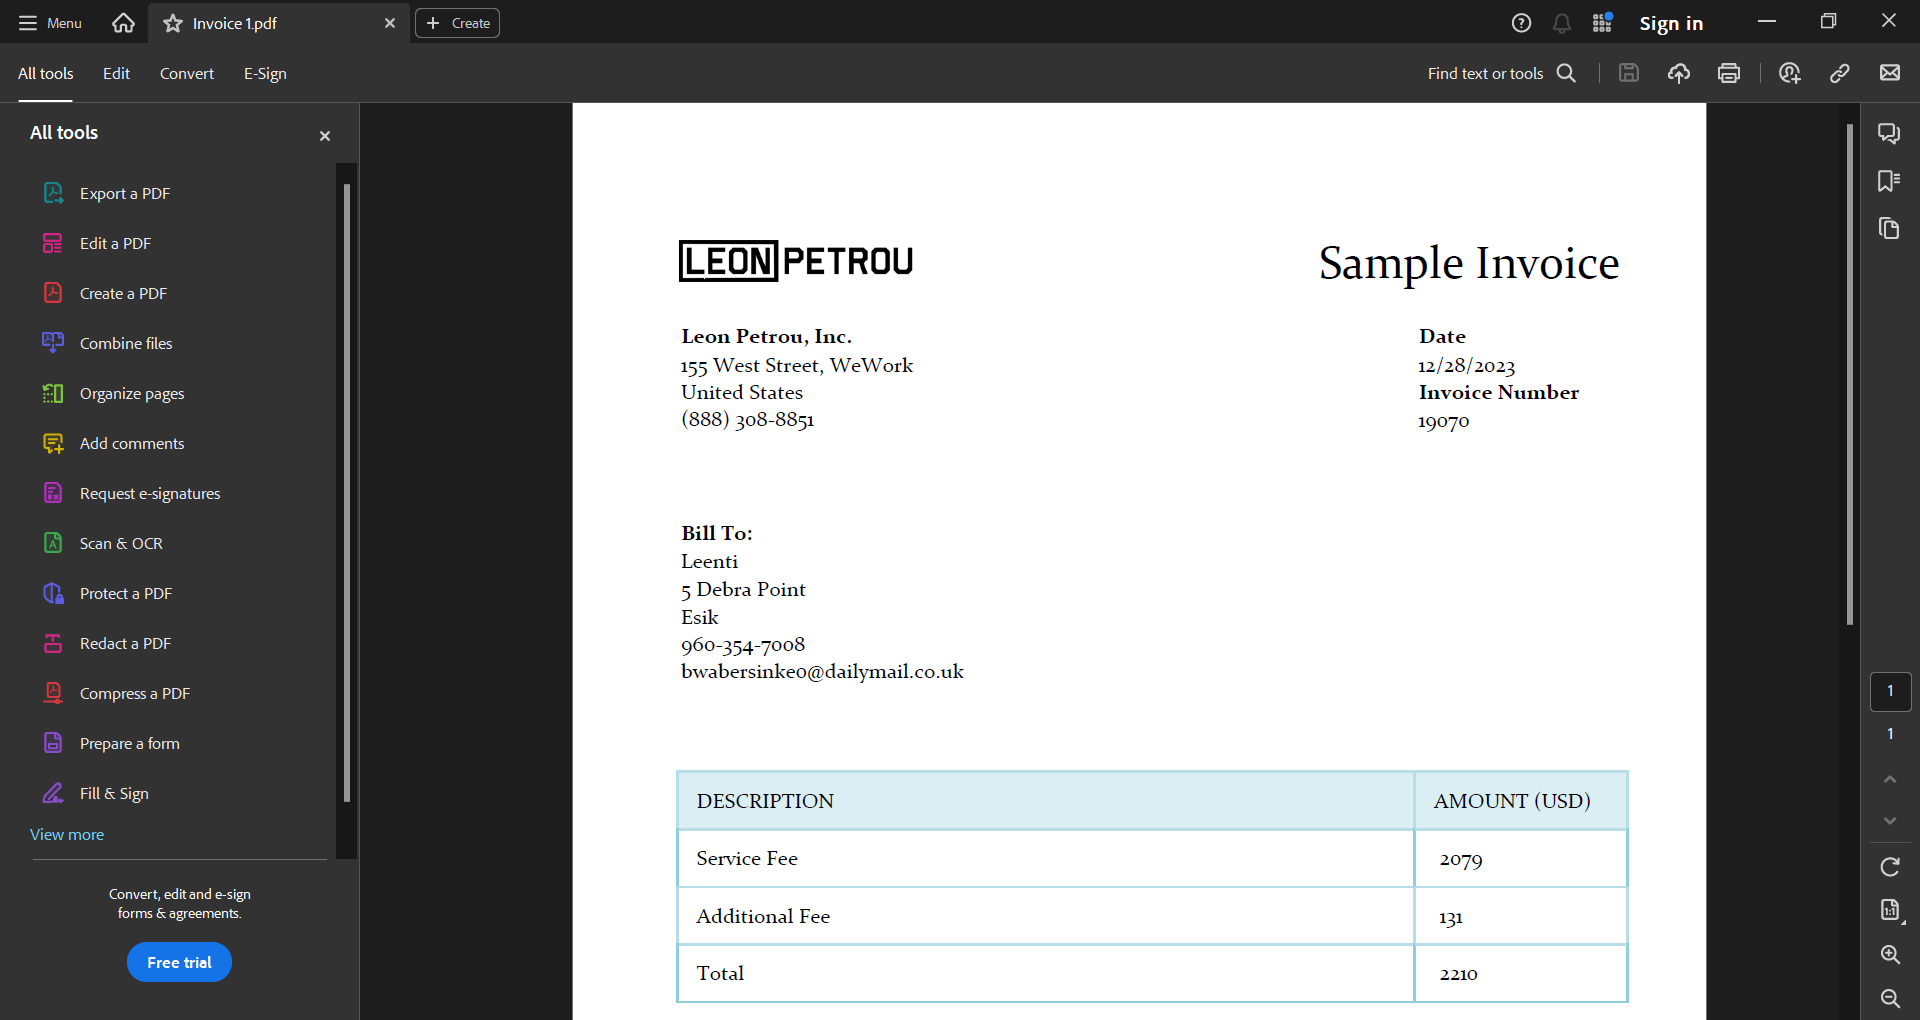 Menu
Invoice 1.pdf
Create
Sign in
All tools
Edit
Convert
E-Sign
Find text or tools
All tools
Export a PDF
Edit a PDF
Create a PDF
Combine files
Organize pages
Add comments
Request e-signatures
Scan & OCR
Protect a PDF
Redact a PDF
Compress a PDF
Prepare a form
Fill & Sign
View more
Convert, edit and e-sign
forms & agreements.
Free trial
LEON PETROU
Sample Invoice
Leon Petrou, Inc.
155 West Street, WeWork
United States
(888) 308-8851
Date
12/28/2023
Invoice Number
19070
Bill To:
Leenti
5 Debra Point
Esik
960-354-7008
bwabersinke0@dailymail.co.uk
DESCRIPTION AMOUNT (USD)
Service Fee 2079
Additional Fee 131
Total 2210
1
1
1:1